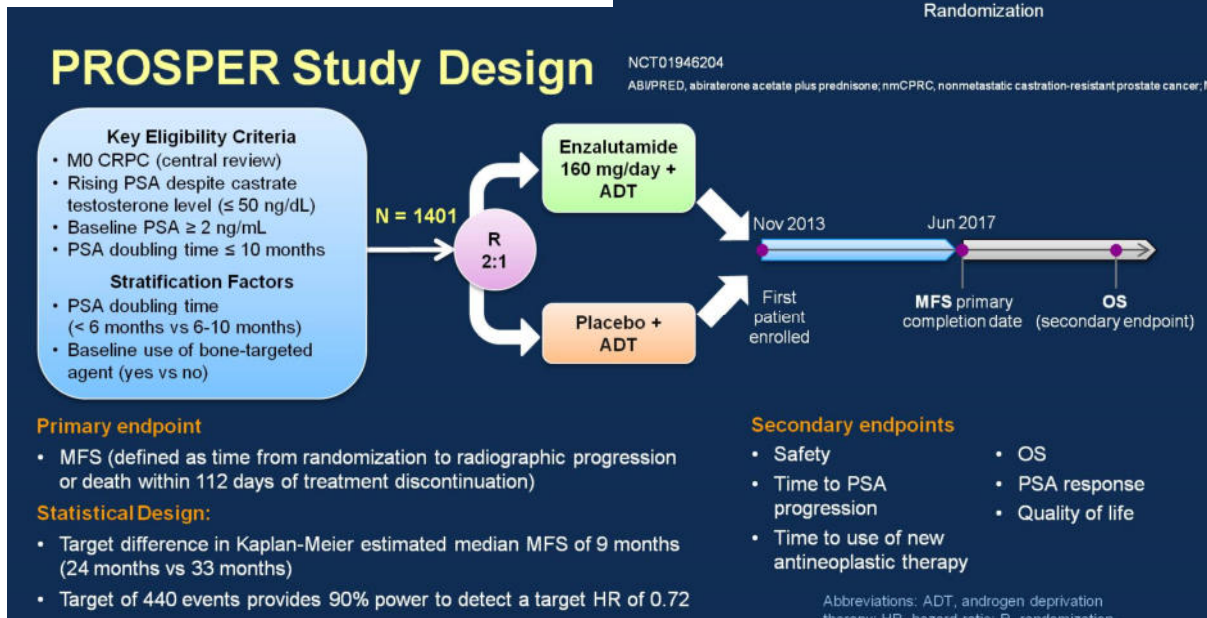 Randomization
PROSPER Study Design
NCT01946204
ABI/PRED, abiraterone acetate plus prednisone; nmCPRC, nonmetastatic castration-resistant prostate cancer;
Key Eligibility Criteria
• M0 CRPC (central review)
• Rising PSA despite castrate
testosterone level (≤ 50 ng/dL)
• Baseline PSA ≥ 2 ng/mL
• PSA doubling time ≤ 10 months
Stratification Factors
• PSA doubling time
(< 6 months vs 6-10 months)
• Baseline use of bone-targeted
agent (yes vs no)
N = 1401
R
2:1
Enzalutamide
160 mg/day +
ADT
Placebo +
ADT
Nov 2013
Jun 2017
First
patient
enrolled
MFS primary
completion date
OS
(secondary endpoint)
Primary endpoint
• MFS (defined as time from randomization to radiographic progression
or death within 112 days of treatment discontinuation)
Statistical Design:
• Target difference in Kaplan-Meier estimated median MFS of 9 months
(24 months vs 33 months)
• Target of 440 events provides 90% power to detect a target HR of 0.72
Secondary endpoints
• Safety
• Time to PSA
progression
• Time to use of new
antineoplastic therapy
• OS
• PSA response
• Quality of life
Abbreviations: ADT, androgen deprivation
therapy; HR, hazard ratio; R, randomization